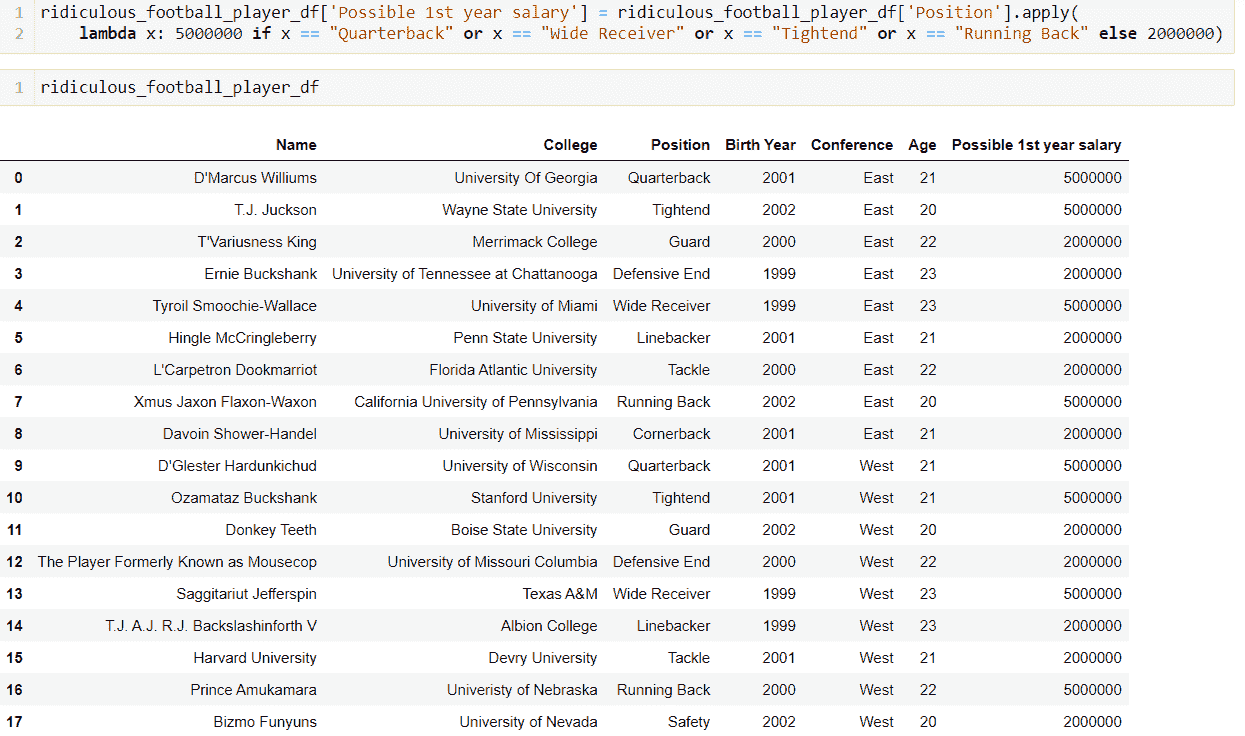 1 ridiculous_football_player_df['Possible 1st year salary'] = ridiculous_football_player_df['Position'].apply(
2 lambda x: 5000000 if x == "Quarterback" or x == "Wide Receiver" or x == "Tightend" or x == "Running Back" else 2000000)
1 ridiculous_football_player_df
Name College Position Birth Year Conference Age Possible 1st year salary
0 D'Marcus Williums University Of Georgia Quarterback 2001 East 21 5000000
1 T.J. Juckson Wayne State University Tightend 2002 East 20 5000000
2 T'Variusness King Merrimack College Guard 2000 East 22 2000000
3 Ernie Buckshank University of Tennessee at Chattanooga Defensive End 1999 East 23 2000000
4 Tyroil Smoochie-Wallace University of Miami Wide Receiver 1999 East 23 5000000
5 Hingle McCringleberry Penn State University Linebacker 2001 East 21 2000000
6 L'Carpetron Dookmarriot Florida Atlantic University Tackle 2000 East 22 2000000
7 Xmus Jaxon Flaxon-Waxon California University of Pennsylvania Running Back 2002 East 20 5000000
8 Davoin Shower-Handel University of Mississippi Cornerback 2001 East 21 2000000
9 D'Glester Hardunkichud University of Wisconsin Quarterback 2001 West 21 5000000
10 Ozamataz Buckshank Stanford University Tightend 2001 West 21 5000000
11 Donkey Teeth Boise State University Guard 2002 West 20 2000000
12 The Player Formerly Known as Mousecop University of Missouri Columbia Defensive End 2000 West 22 2000000
13 Saggitariut Jefferspin Texas A&M Wide Receiver 1999 West 23 5000000
14 T.J. A.J. R.J. Backslashinforth V Albion College Linebacker 1999 West 23 2000000
15 Harvard University Devry University Tackle 2001 West 21 2000000
16 Prince Amukamara Univeristy of Nebraska Running Back 2000 West 22 5000000
17 Bizmo Funyuns University of Nevada Safety 2002 West 20 2000000